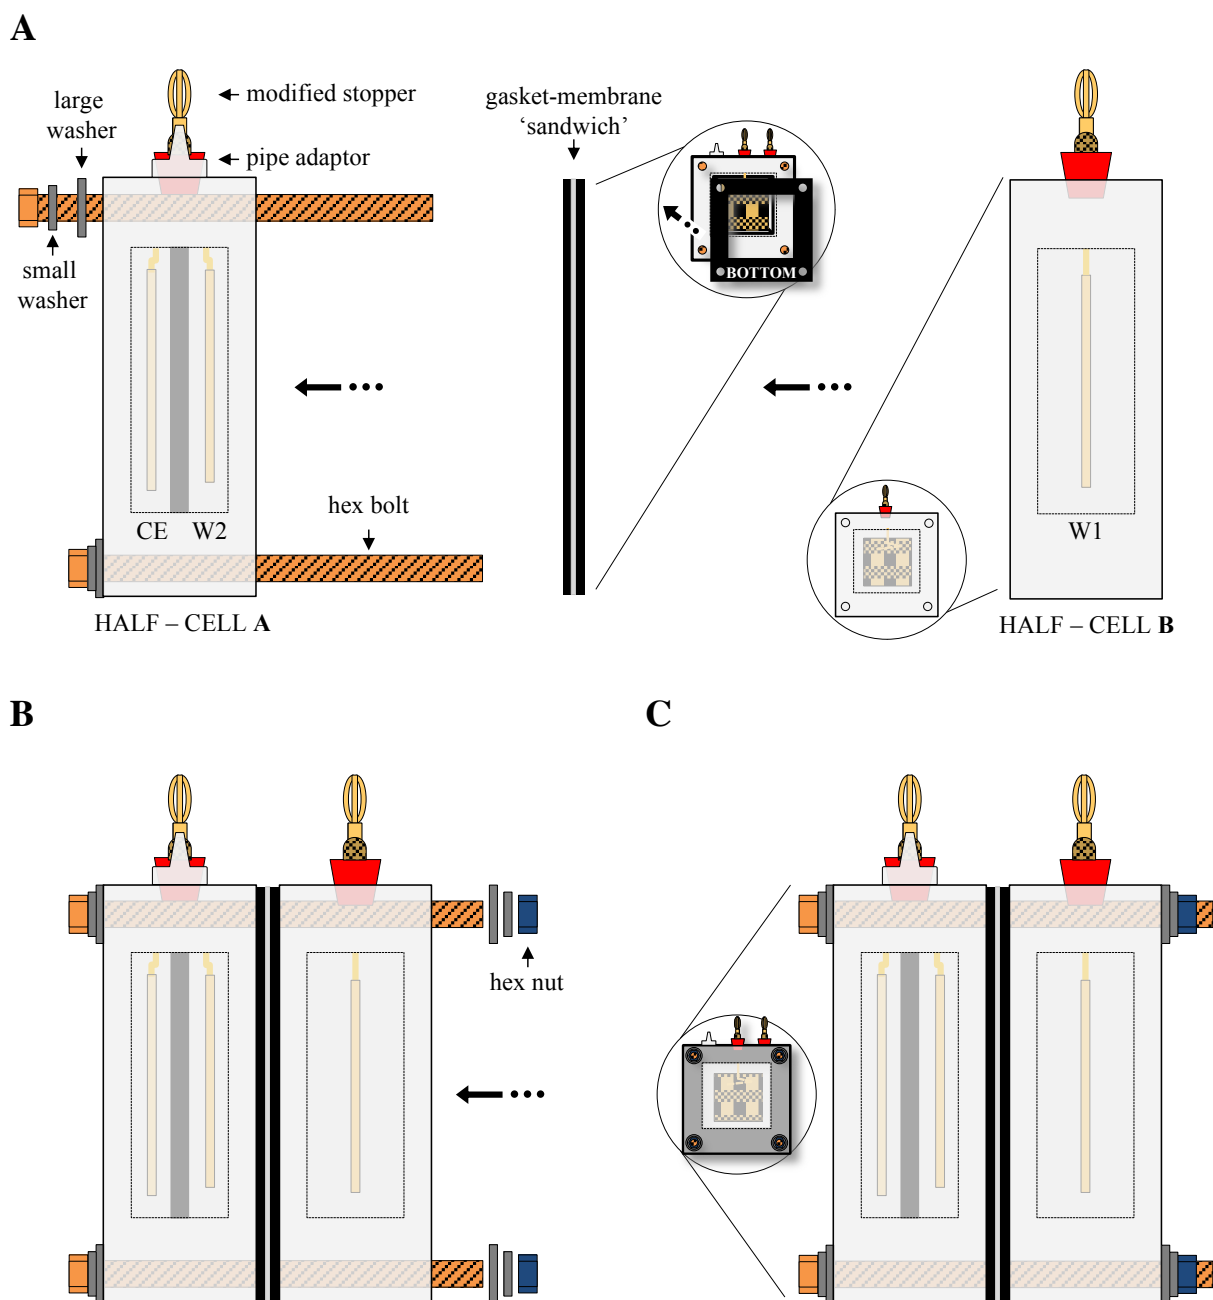 A
modified stopper
large
washer
pipe adaptor
gasket-membrane
‘sandwich’
small
washer
BOTTOM
hex bolt
CE
W2
W1
HALF – CELL A
HALF – CELL B
B
C
hex nut